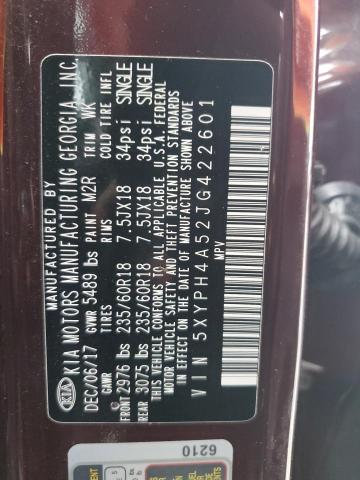 MANUFACTURED BY
KIA MOTORS MANUFACTURING GEORGIA, INC.
DEC/06/17 GVWR 5489 lbs PAINT M2R TRIM WK
GAWR TIRES RIMS COLD TIRE INFL
FRONT 2976 lbs 235/60R18 7.5JX18 34psi SINGLE
REAR 3075 lbs 235/60R18 7.5JX18 34psi SINGLE
THIS VEHICLE CONFORMS TO ALL APPLICABLE U.S.A. FEDERAL
MOTOR VEHICLE SAFETY AND THEFT PREVENTION STANDARDS
IN EFFECT ON THE DATE OF MANUFACTURE SHOWN ABOVE.
VIN 5XYPH4A52JG422601
MPV
KIA
6210